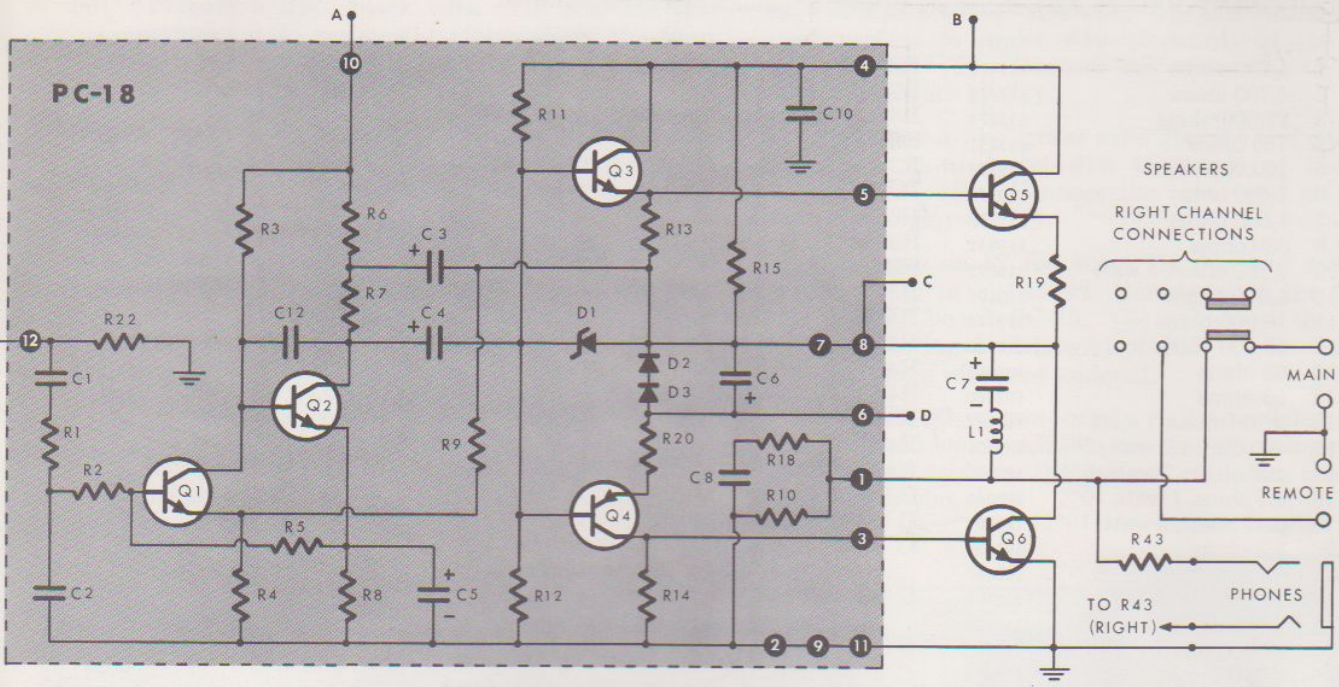 A
B
10
4
PC-18
R11
C10
Q3
SPEAKERS
5
Q5
R3
R6
C3
+
R13
RIGHT CHANNEL
CONNECTIONS
R15
C
R19
R7
C12
C4
+
D1
R22
12
7
8
C1
D2
C6
+
C7
+
−
MAIN
D3
Q2
6
D
R1
R9
R20
L1
R18
C8
R2
1
Q1
REMOTE
R10
Q4
R5
3
Q6
R43
C2
R4
R8
+
C5
−
R12
R14
PHONES
TO R43
(RIGHT)
2
9
11